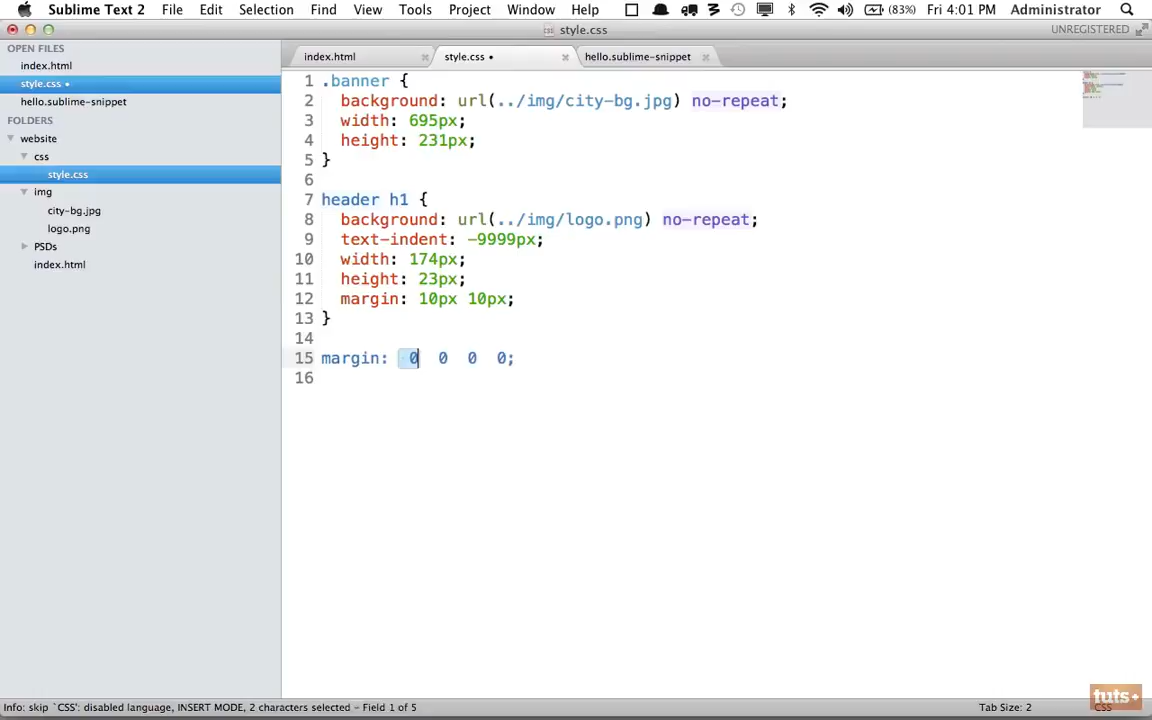 Sublime Text 2 File Edit Selection Find View Tools Project Window Help (83%) Fri 4:01 PM Administrator
style.css
UNREGISTERED
OPEN FILES
index.html
style.css •
hello.sublime-snippet
FOLDERS
website
css
style.css
img
city-bg.jpg
logo.png
PSDs
index.html
index.html style.css • hello.sublime-snippet
1 .banner {
2 background: url(../img/city-bg.jpg) no-repeat;
3 width: 695px;
4 height: 231px;
5 }
6
7 header h1 {
8 background: url(../img/logo.png) no-repeat;
9 text-indent: -9999px;
10 width: 174px;
11 height: 23px;
12 margin: 10px 10px;
13 }
14
15 margin: 0 0 0 0;
16
Info: skip `CSS': disabled language, INSERT MODE, 2 characters selected – Field 1 of 5
Tab Size: 2
CSS
tuts+